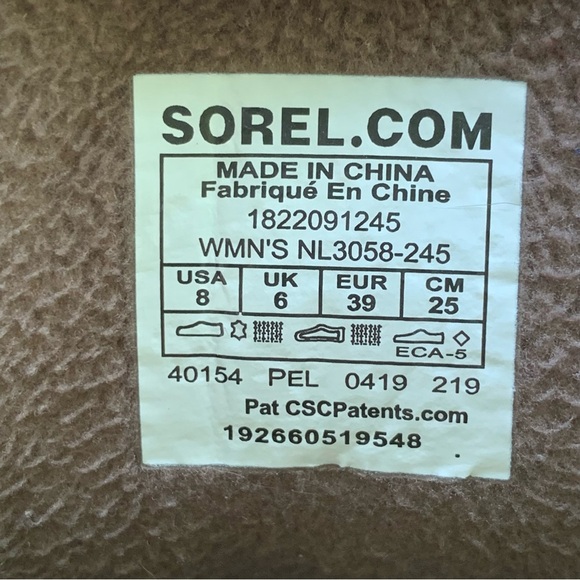 SOREL.COM
MADE IN CHINA
Fabriqué En Chine
1822091245
WMN'S NL3058-245
USA UK EUR CM
8 6 39 25
ECA-5
40154 PEL 0419 219
Pat CSCPatents.com
192660519548